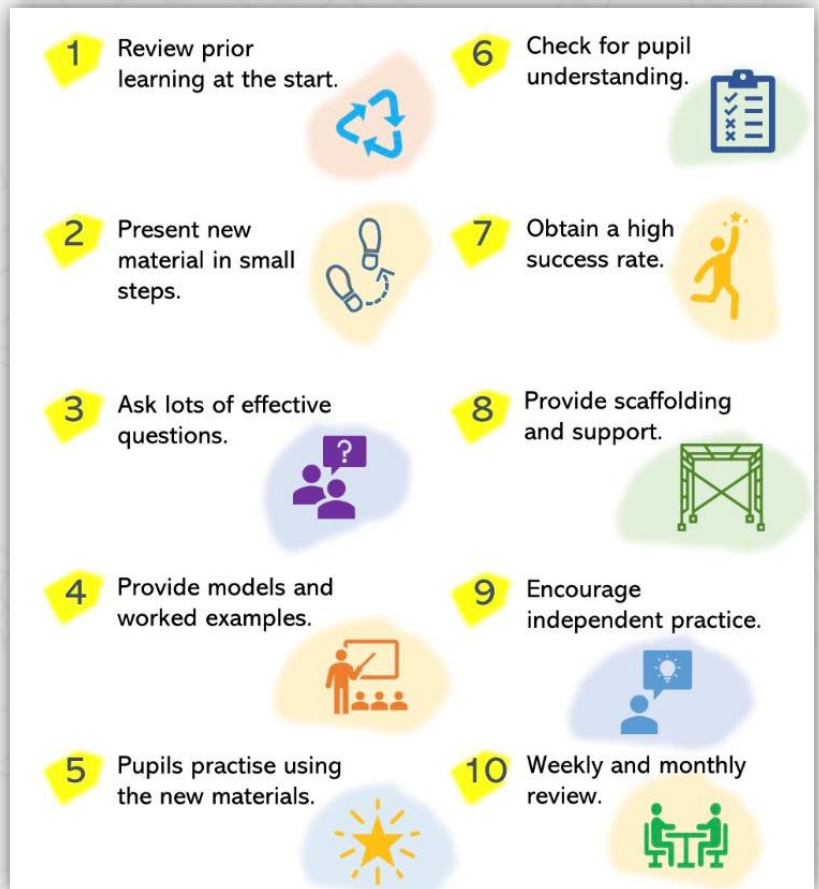 1 Review prior
learning at the start.
2 Present new
material in small
steps.
3 Ask lots of effective
questions.
4 Provide models and
worked examples.
5 Pupils practise using
the new materials.
6 Check for pupil
understanding.
7 Obtain a high
success rate.
8 Provide scaffolding
and support.
9 Encourage
independent practice.
10 Weekly and monthly
review.
?